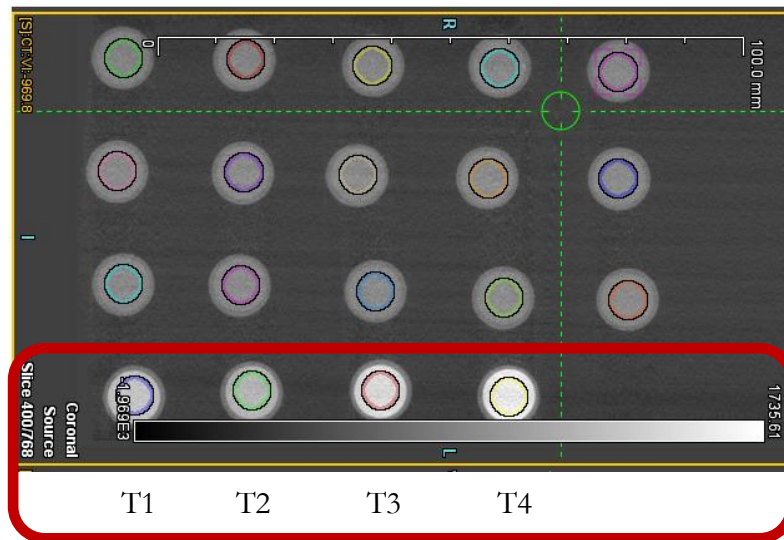 [S]:CT:VI:-969.8
R
0
100.0 mm
I
Coronal
Source
Slice 400/768
-1.969E3
1735.61
L
T1 T2 T3 T4